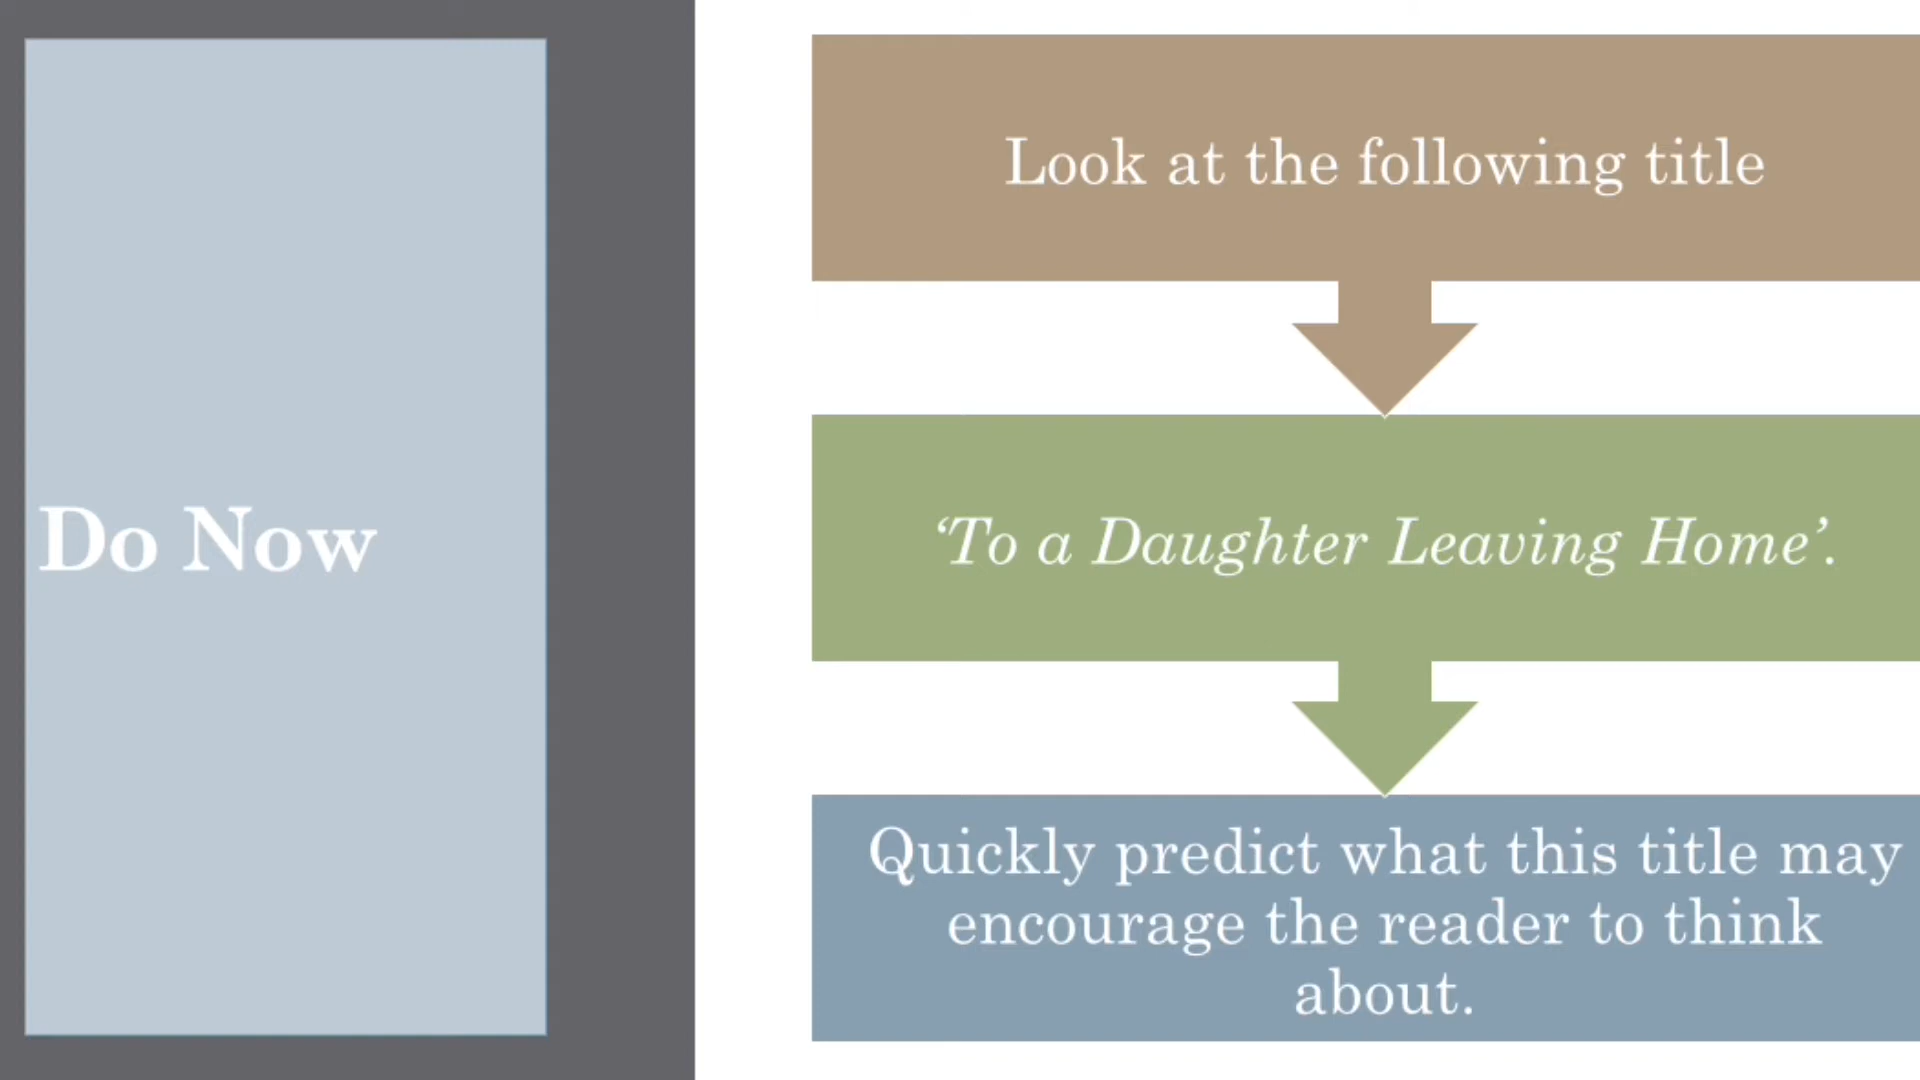 Do Now
Look at the following title
‘To a Daughter Leaving Home’.
Quickly predict what this title may
encourage the reader to think
about.